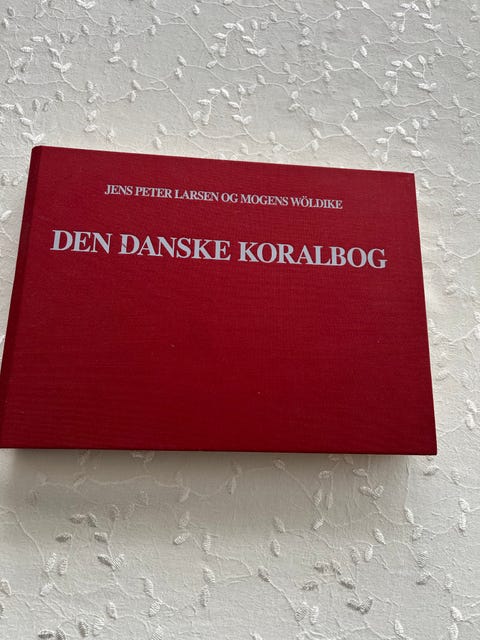 JENS PETER LARSEN OG MOGENS WÖLDIKE
DEN DANSKE KORALBOG